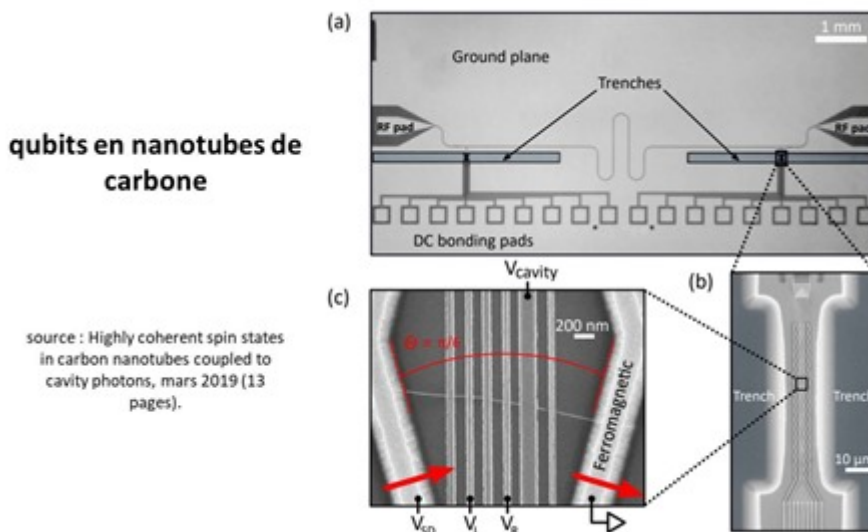 qubits en nanotubes de
carbone
source : Highly coherent spin states
in carbon nanotubes coupled to
cavity photons, mars 2019 (13
pages).
(a)
1 mm
Ground plane
Trenches
RF pad
RF pad
DC bonding pads
Vcavity
(b)
(c)
200 nm
Θ = π/6
Ferromagnetic
Trench
Trench
10 µm
VSD
VL
VR